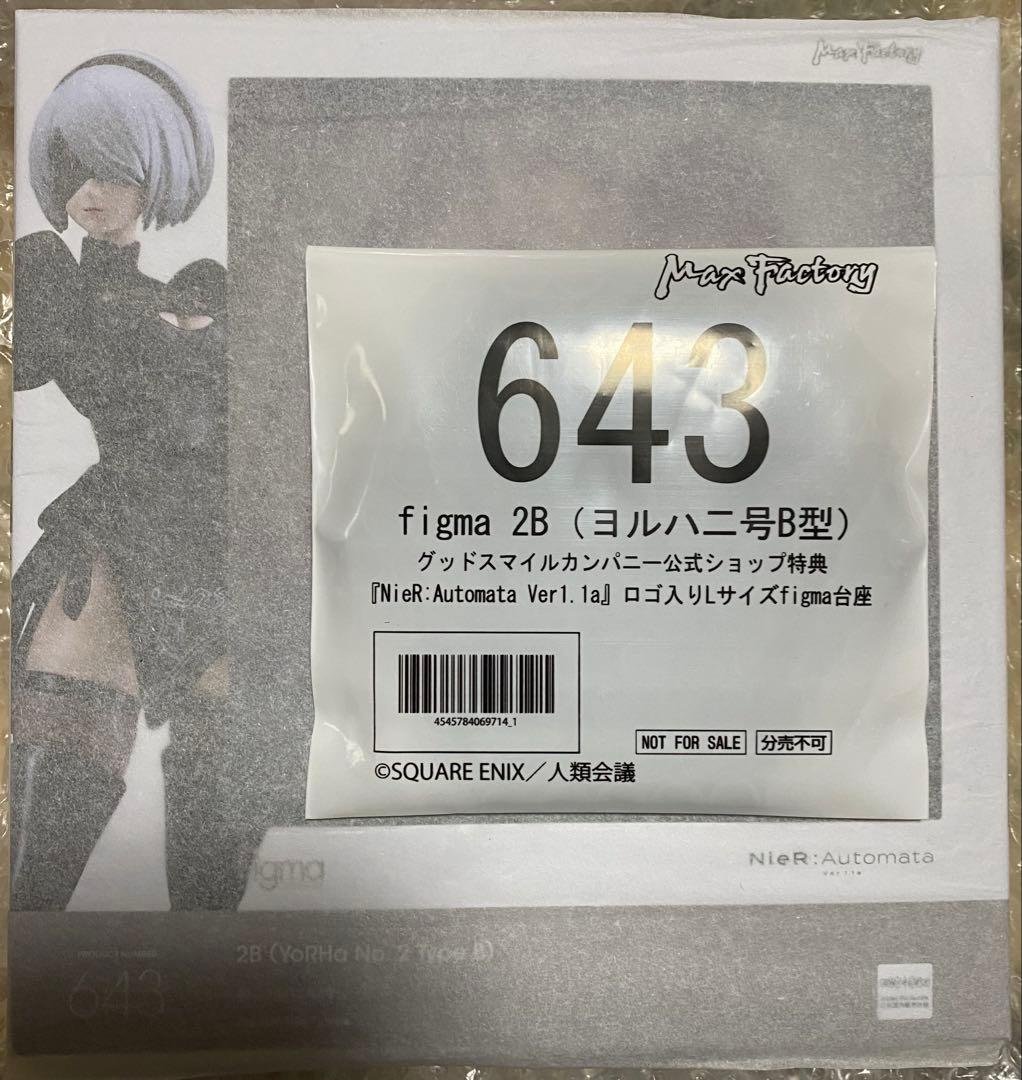 Max Factory
Max Factory
643
figma 2B (ヨルハ二号B型)
グッドスマイルカンパニー公式ショップ特典
『NieR:Automata Ver1.1a』ロゴ入りLサイズfigma台座
4545784069714_1
NOT FOR SALE 分売不可
©SQUARE ENIX／人類会議
figma
NieR:Automata
Ver1.1a
PRODUCT NUMBER
643
2B (YoRHa No. 2 Type B)